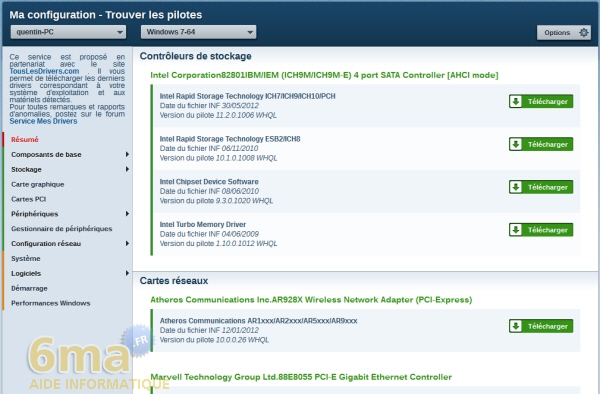 Ma configuration - Trouver les pilotes
quentin-PC
Windows 7-64
Options
Ce service est proposé en
partenariat avec le site
TousLesDrivers.com . Il vous
permet de télécharger les derniers
drivers correspondant à votre
système d'exploitation et aux
matériels détectés.
Pour toutes remarques et rapports
d'anomalies, postez sur le forum
Service Mes Drivers
Résumé
Composants de base
Stockage
Carte graphique
Cartes PCI
Périphériques
Gestionnaire de périphériques
Configuration réseau
Système
Logiciels
Démarrage
Performances Windows
Contrôleurs de stockage
Intel Corporation82801IBM/IEM (ICH9M/ICH9M-E) 4 port SATA Controller [AHCI mode]
Intel Rapid Storage Technology ICH7/ICH9/ICH10/PCH
Date du fichier INF 30/05/2012
Version du pilote 11.2.0.1006 WHQL
Télécharger
Intel Rapid Storage Technology ESB2/ICH8
Date du fichier INF 06/11/2010
Version du pilote 10.1.0.1008 WHQL
Télécharger
Intel Chipset Device Software
Date du fichier INF 08/06/2010
Version du pilote 9.3.0.1020 WHQL
Télécharger
Intel Turbo Memory Driver
Date du fichier INF 04/06/2009
Version du pilote 1.10.0.1012 WHQL
Télécharger
Cartes réseaux
Atheros Communications Inc.AR928X Wireless Network Adapter (PCI-Express)
Atheros Communications AR1xxx/AR2xxx/AR5xxx/AR9xxx
Date du fichier INF 12/01/2012
Version du pilote 10.0.0.26 WHQL
Télécharger
Marvell Technology Group Ltd.88E8055 PCI-E Gigabit Ethernet Controller
6ma.FR
AIDE INFORMATIQUE